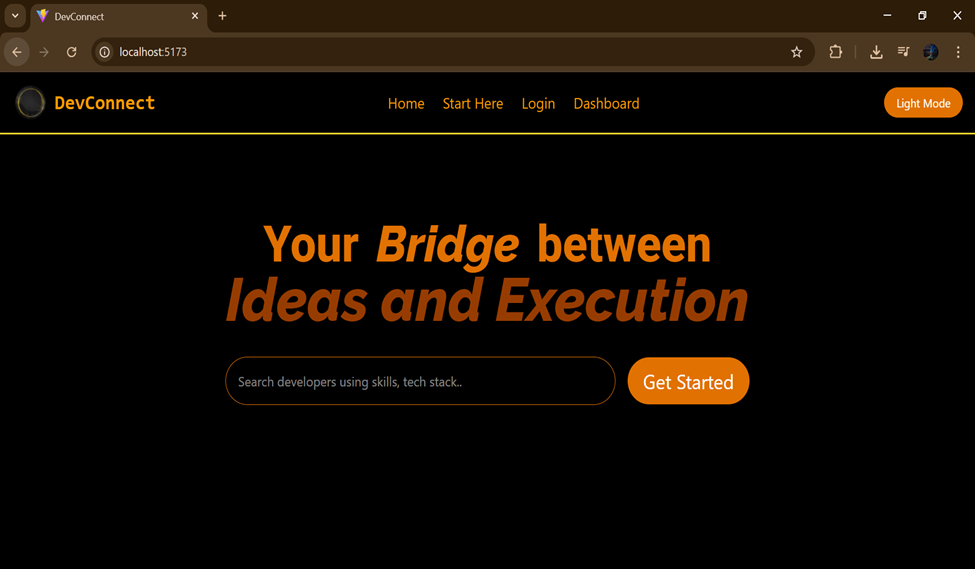 DevConnect
localhost:5173
DevConnect
Home Start Here Login Dashboard
Light Mode
Your Bridge between
Ideas and Execution
Search developers using skills, tech stack..
Get Started